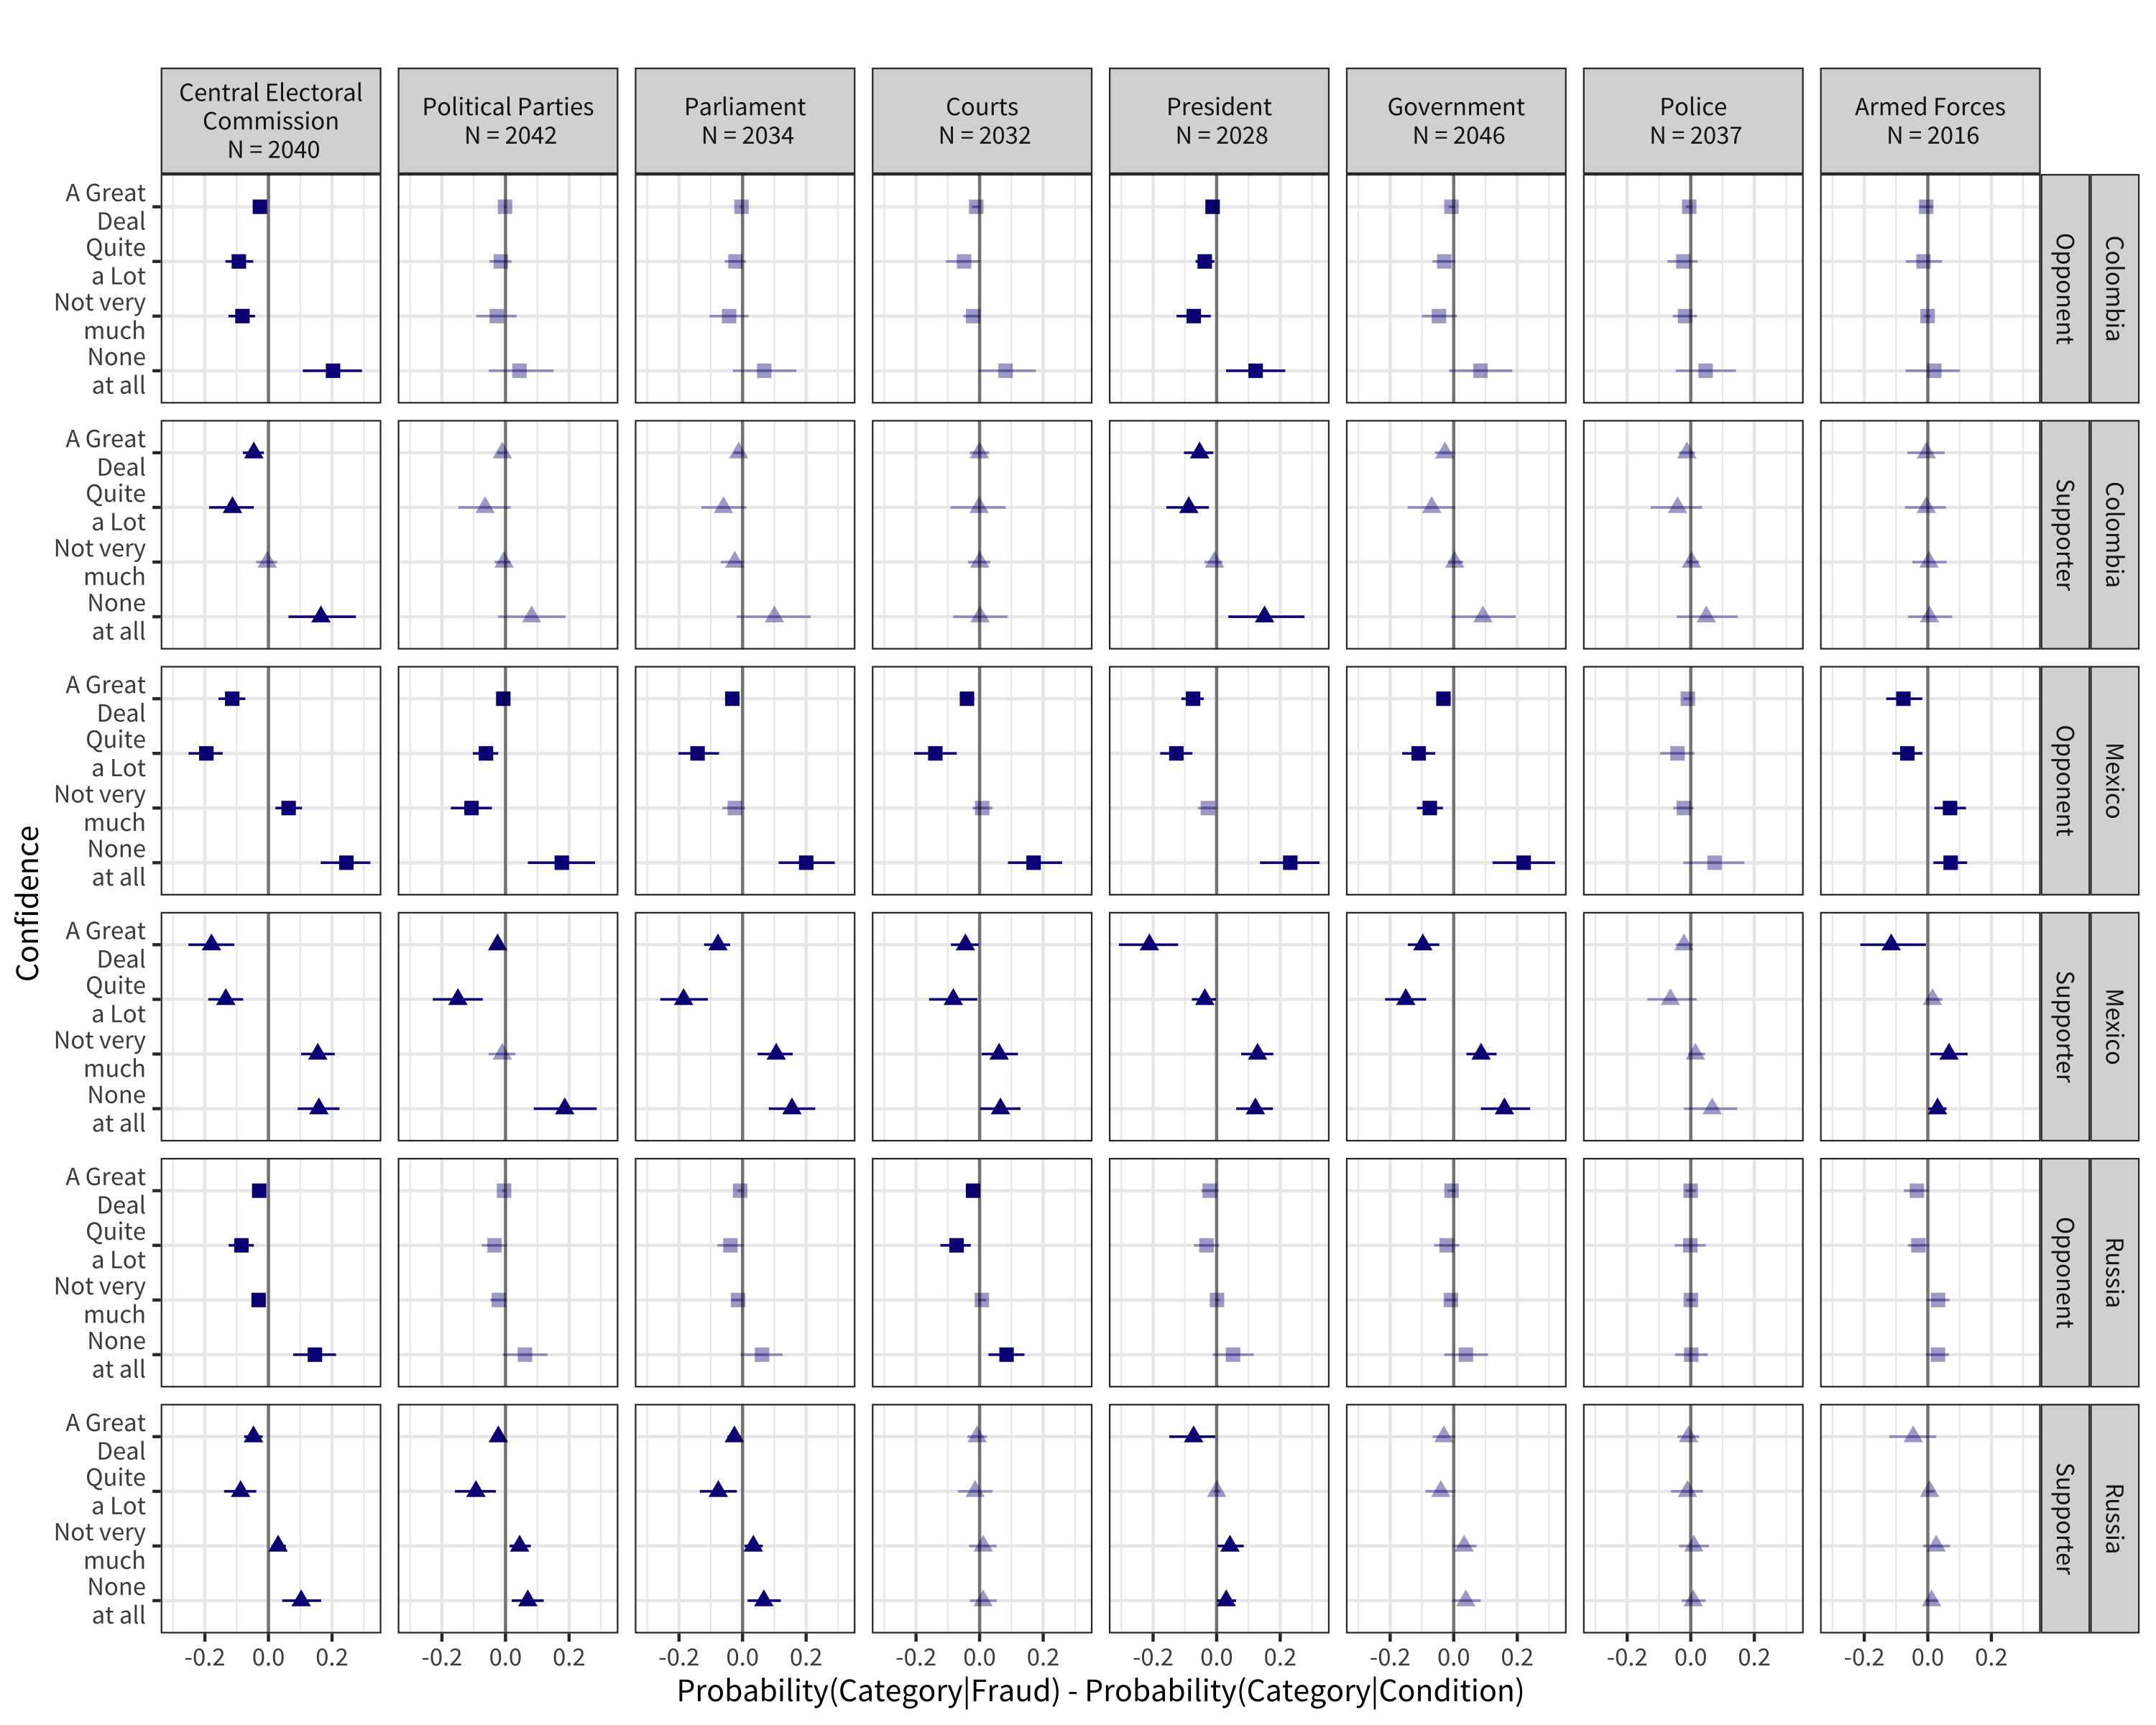 Central Electoral
Commission
N = 2040
Political Parties
N = 2042
Parliament
N = 2034
Courts
N = 2032
President
N = 2028
Government
N = 2046
Police
N = 2037
Armed Forces
N = 2016
Confidence
A Great
Deal
Quite
a Lot
Not very
much
None
at all
Opponent
Colombia
A Great
Deal
Quite
a Lot
Not very
much
None
at all
Supporter
Colombia
A Great
Deal
Quite
a Lot
Not very
much
None
at all
Opponent
Mexico
A Great
Deal
Quite
a Lot
Not very
much
None
at all
Supporter
Mexico
A Great
Deal
Quite
a Lot
Not very
much
None
at all
Opponent
Russia
A Great
Deal
Quite
a Lot
Not very
much
None
at all
Supporter
Russia
-0.2 0.0 0.2 -0.2 0.0 0.2 -0.2 0.0 0.2 -0.2 0.0 0.2 -0.2 0.0 0.2 -0.2 0.0 0.2 -0.2 0.0 0.2 -0.2 0.0 0.2
Probability(Category|Fraud) - Probability(Category|Condition)